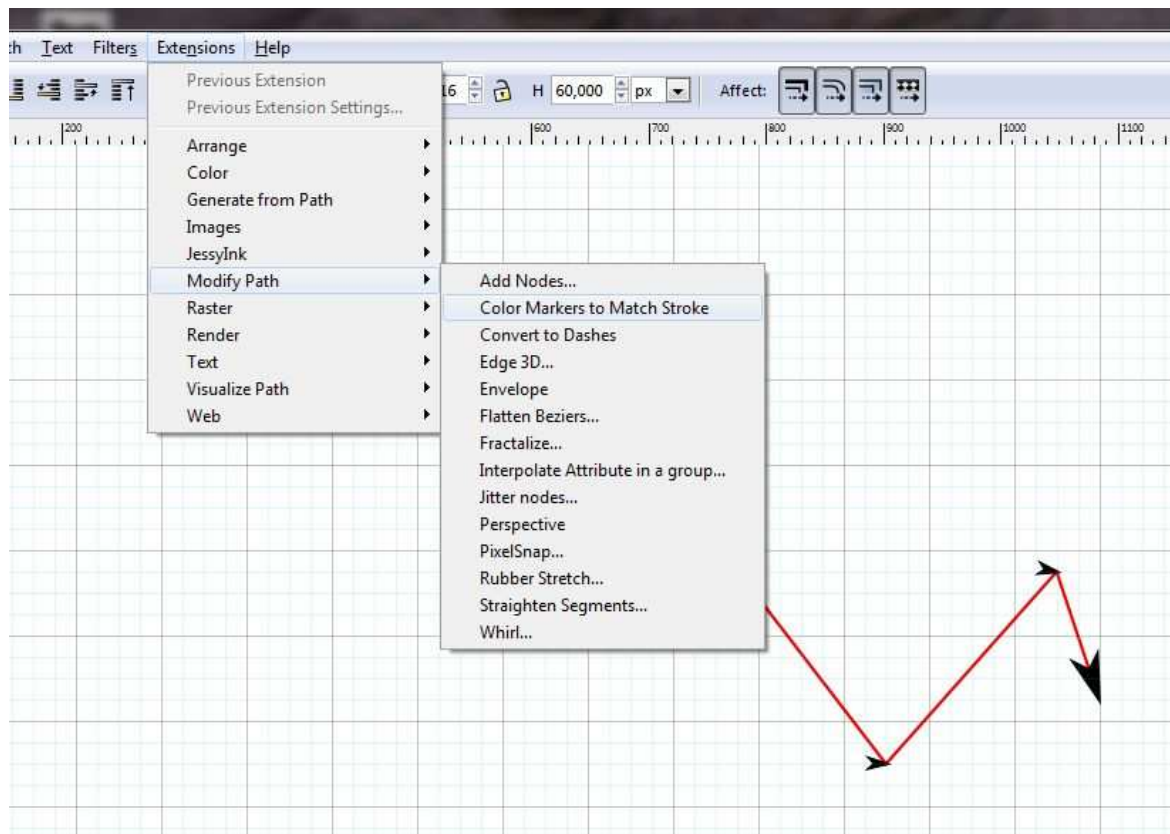 Text Filters Extensions Help
16 H 60,000 px Affect:
200 600 700 800 900 1000 1100
Previous Extension
Previous Extension Settings...
Arrange
Color
Generate from Path
Images
JessyInk
Modify Path
Raster
Render
Text
Visualize Path
Web
Add Nodes...
Color Markers to Match Stroke
Convert to Dashes
Edge 3D...
Envelope
Flatten Beziers...
Fractalize...
Interpolate Attribute in a group...
Jitter nodes...
Perspective
PixelSnap...
Rubber Stretch...
Straighten Segments...
Whirl...